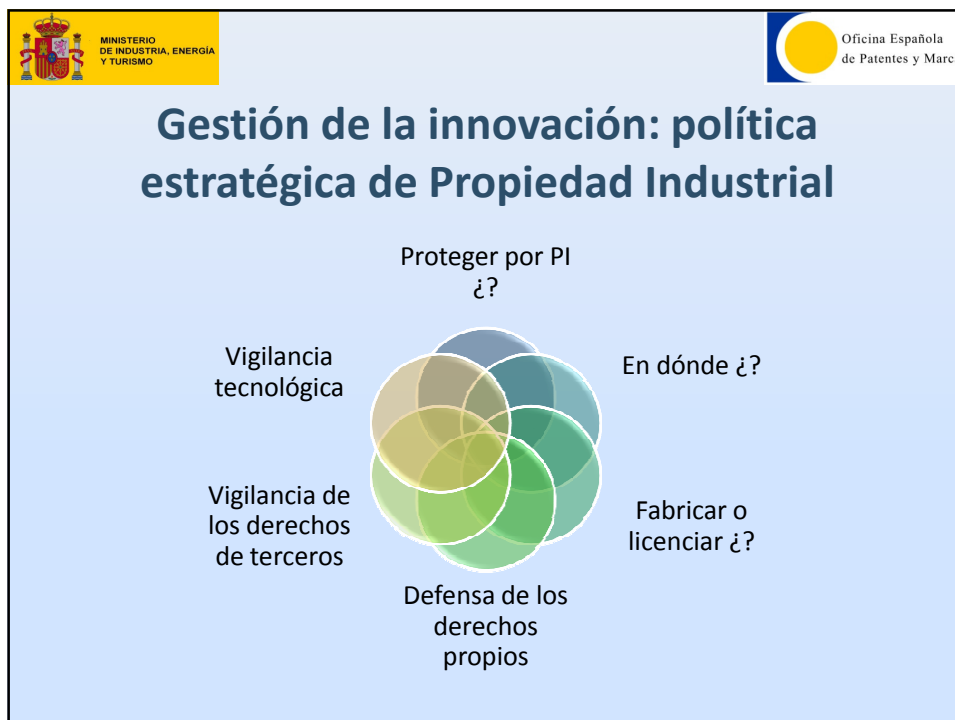 MINISTERIO
DE INDUSTRIA, ENERGÍA
Y TURISMO
Oficina Española
de Patentes y Marc
Gestión de la innovación: política
estratégica de Propiedad Industrial
Proteger por PI
¿?
En dónde ¿?
Fabricar o
licenciar ¿?
Defensa de los
derechos
propios
Vigilancia de
los derechos
de terceros
Vigilancia
tecnológica